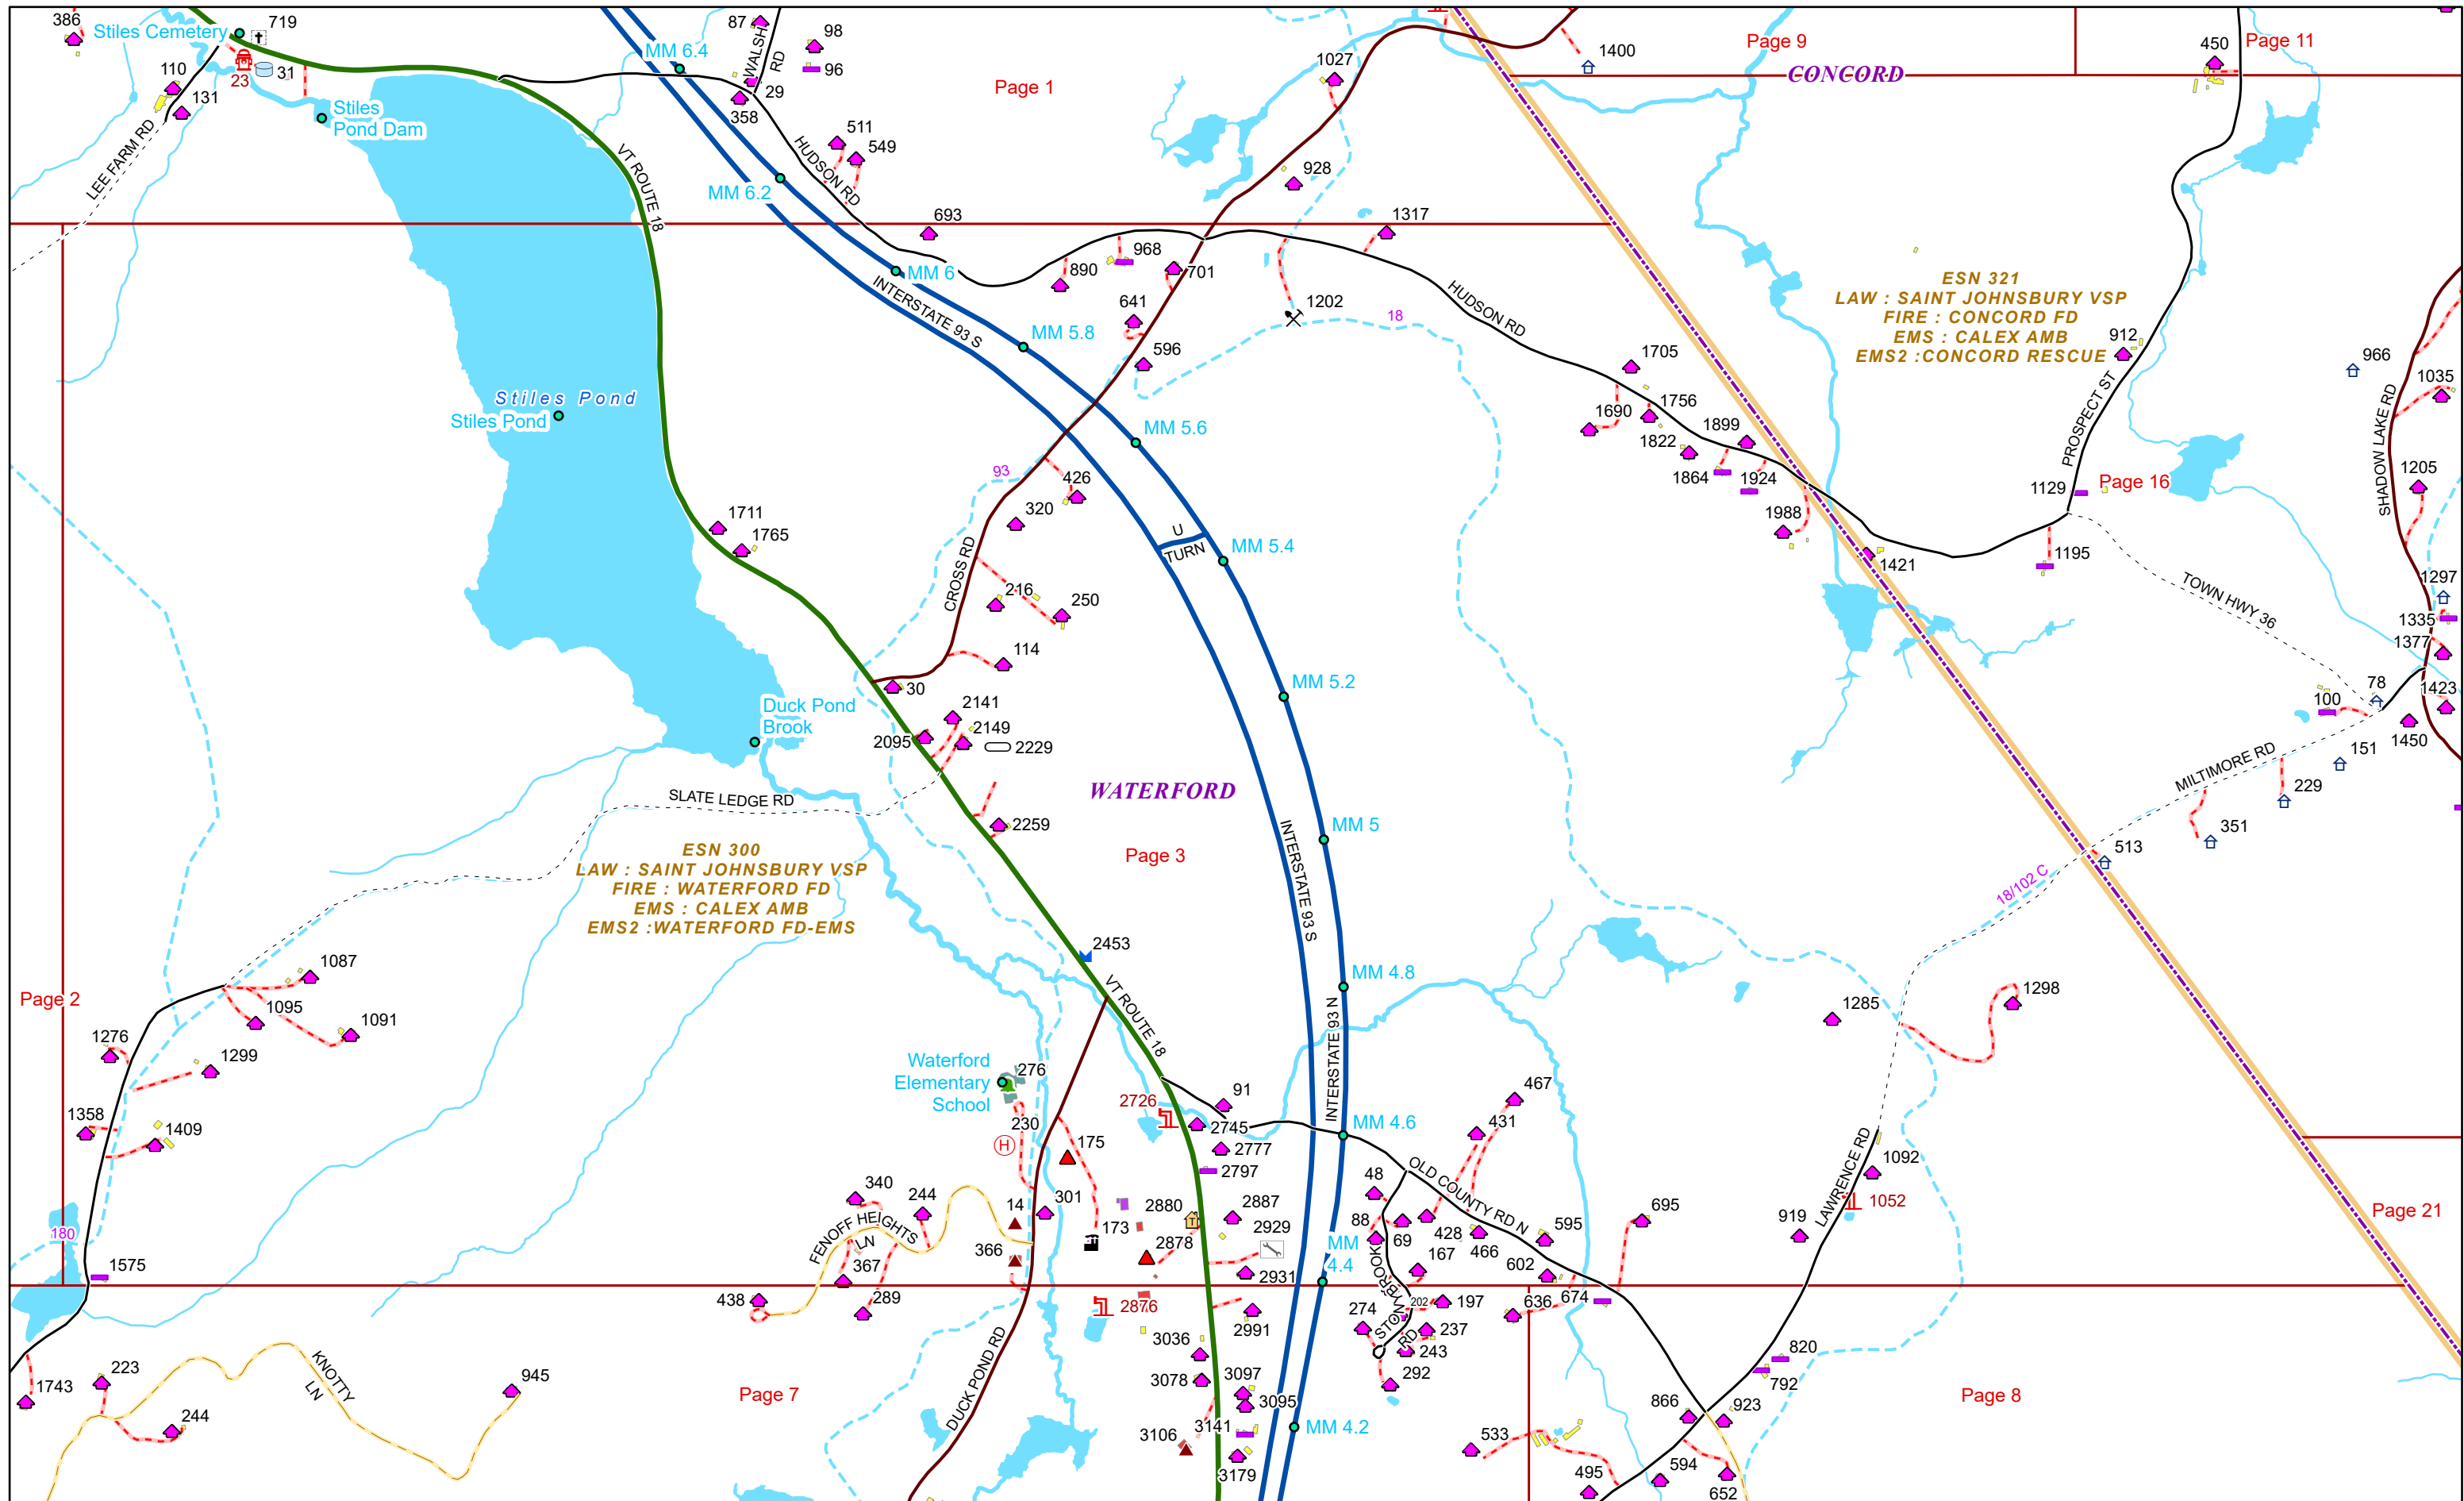 386
Stiles Cemetery
719
87
WALSH
RD
98
96
MM 6.4
1027
1400
Page 9
CONCORD
450
Page 11
110
131
23
31
Stiles
Pond Dam
LEE FARM RD
VT ROUTE 18
29
358
Page 1
511
549
HUDSON RD
MM 6.2
928
693
1317
968
890
701
MM 6
INTERSTATE 93 S
641
1202
18
HUDSON RD
MM 5.8
596
ESN 321
LAW : SAINT JOHNSBURY VSP
FIRE : CONCORD FD
EMS : CALEX AMB
EMS2 :CONCORD RESCUE
912
966
1035
SHADOW LAKE RD
PROSPECT ST
1705
1690
1756
1822
1899
1864
1924
1988
1421
1129
Page 16
1195
1205
Stiles Pond
Stiles Pond
MM 5.6
93
426
320
1711
1765
U
TURN
MM 5.4
CROSS RD
216
250
114
30
TOWN HWY 36
1297
1335
1377
78
100
1423
1450
MM 5.2
Duck Pond
Brook
2141
2149
2095
2229
SLATE LEDGE RD
WATERFORD
MILTIMORE RD
151
229
351
513
2259
MM 5
Page 3
INTERSTATE 93 S
ESN 300
LAW : SAINT JOHNSBURY VSP
FIRE : WATERFORD FD
EMS : CALEX AMB
EMS2 :WATERFORD FD-EMS
18/102 C
2453
MM 4.8
1087
1095
1091
Page 2
1276
1299
1358
1409
VT ROUTE 18
INTERSTATE 93 N
1285
1298
Waterford
Elementary
School
276
230
H
2726
91
2745
2777
2797
175
MM 4.6
467
431
OLD COUNTY RD N
LAWRENCE RD
1092
1052
919
Page 21
340
244
FENOFF HEIGHTS
LN
367
14
301
366
173
2880
2878
2887
2929
2931
48
88
69
428
466
595
695
MM
4.4
167
602
180
1575
438
289
2876
274
STONYBROOK
RD
202
197
237
243
292
636
674
3036
2991
223
1743
244
KNOTTY
LN
945
Page 7
DUCK POND RD
3078
3097
3095
3141
3106
3179
MM 4.2
820
792
Page 8
866
923
533
495
594
652